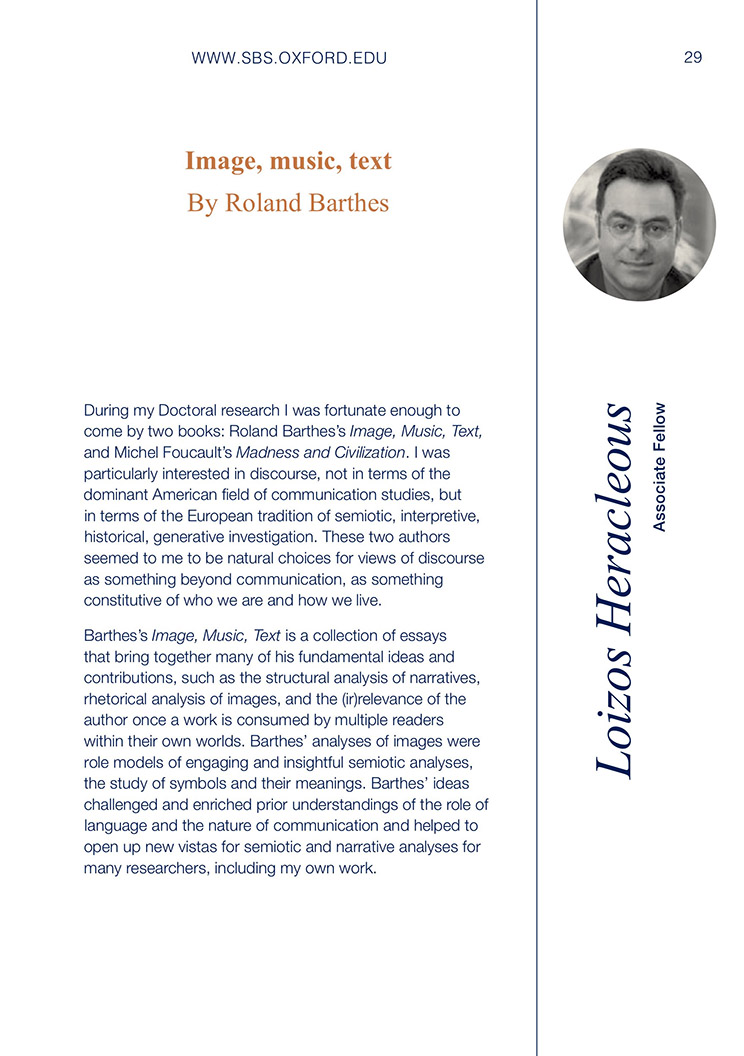 WWW.SBS.OXFORD.EDU
29
Image, music, text
By Roland Barthes
During my Doctoral research I was fortunate enough to
come by two books: Roland Barthes’s Image, Music, Text,
and Michel Foucault’s Madness and Civilization. I was
particularly interested in discourse, not in terms of the
dominant American field of communication studies, but
in terms of the European tradition of semiotic, interpretive,
historical, generative investigation. These two authors
seemed to me to be natural choices for views of discourse
as something beyond communication, as something
constitutive of who we are and how we live.
Barthes’s Image, Music, Text is a collection of essays
that bring together many of his fundamental ideas and
contributions, such as the structural analysis of narratives,
rhetorical analysis of images, and the (ir)relevance of the
author once a work is consumed by multiple readers
within their own worlds. Barthes’ analyses of images were
role models of engaging and insightful semiotic analyses,
the study of symbols and their meanings. Barthes’ ideas
challenged and enriched prior understandings of the role of
language and the nature of communication and helped to
open up new vistas for semiotic and narrative analyses for
many researchers, including my own work.
Loizos Heracleous
Associate Fellow